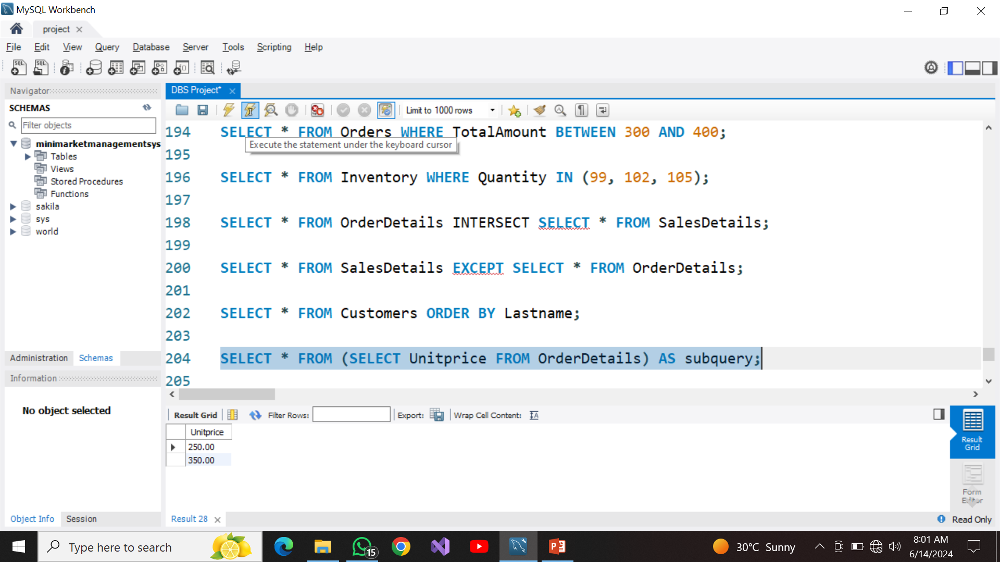 MySQL Workbench
project
File Edit View Query Database Server Tools Scripting Help
SQL SQL
Navigator
SCHEMAS
Filter objects
minimarketmanagementsys
Tables
Views
Stored Procedures
Functions
sakila
sys
world
Administration Schemas
Information
No object selected
Object Info Session
DBS Project*
Limit to 1000 rows
194 SELECT * FROM Orders WHERE TotalAmount BETWEEN 300 AND 400;
Execute the statement under the keyboard cursor
195
196 SELECT * FROM Inventory WHERE Quantity IN (99, 102, 105);
197
198 SELECT * FROM OrderDetails INTERSECT SELECT * FROM SalesDetails;
199
200 SELECT * FROM SalesDetails EXCEPT SELECT * FROM OrderDetails;
201
202 SELECT * FROM Customers ORDER BY Lastname;
203
204 SELECT * FROM (SELECT Unitprice FROM OrderDetails) AS subquery;
205
Result Grid Filter Rows: Export: Wrap Cell Content:
Unitprice
250.00
350.00
Result
Grid
Form
Editor
Result 28
Read Only
Type here to search
15
30°C Sunny
8:01 AM
6/14/2024